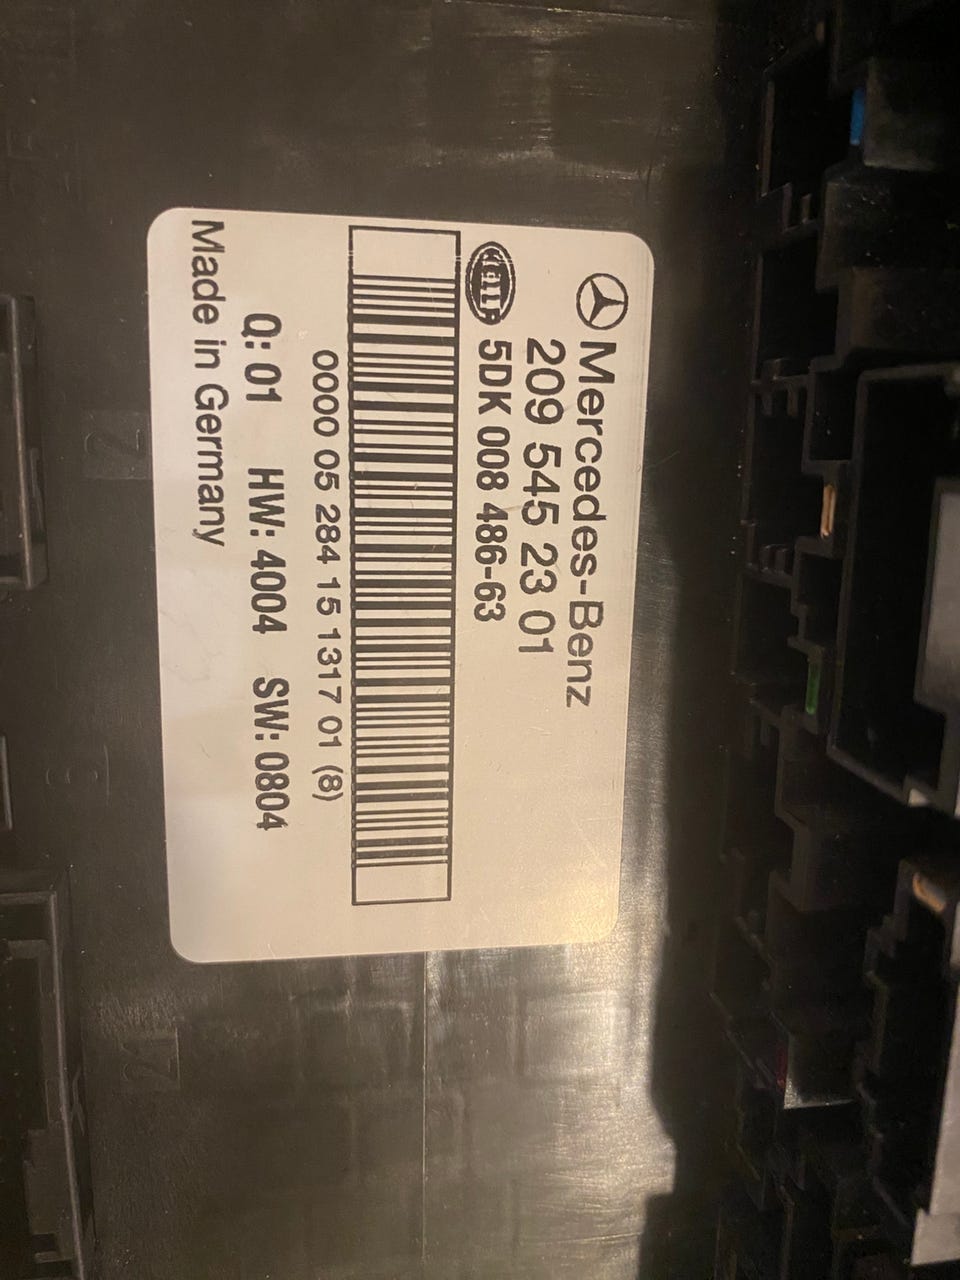 Mercedes-Benz
209 545 23 01
HELLA 5DK 008 486-63
0000 05 284 15 1317 01 (8)
Q: 01 HW: 4004 SW: 0804
Made in Germany